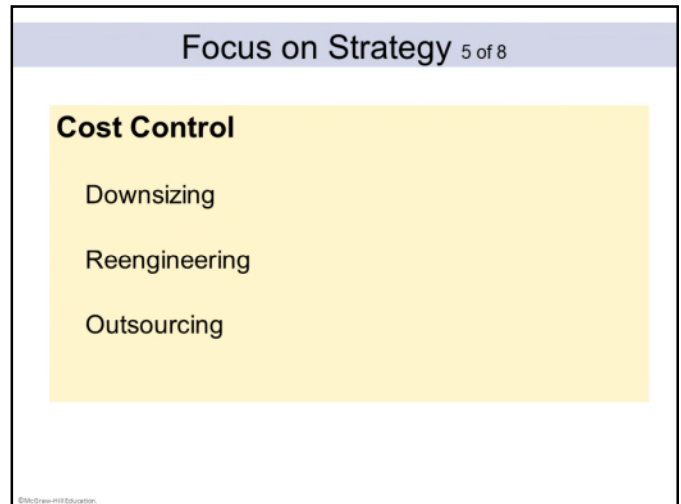 Focus on Strategy 5 of 8
Cost Control
Downsizing
Reengineering
Outsourcing
©McGraw-Hill Education.